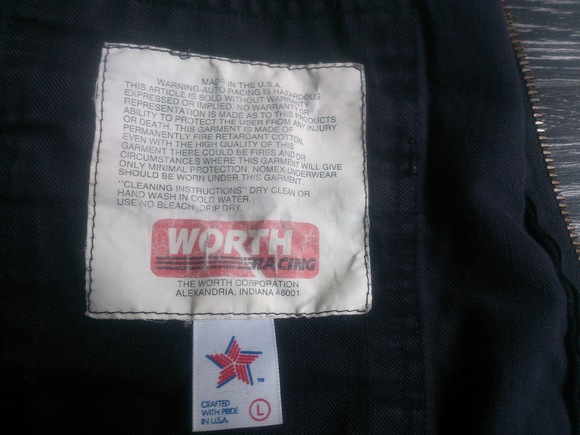 MADE IN THE U.S.A.
WARNING-AUTO RACING IS HAZARDOUS
THIS ARTICLE IS SOLD WITHOUT WARRANTY
EXPRESSED OR IMPLIED. NO WARRANTY OR
REPRESENTATION IS MADE AS TO THIS PRODUCTS
ABILITY TO PROTECT THE USER FROM ANY INJURY
OR DEATH. THIS GARMENT IS MADE OF
PERMANENTLY FIRE RETARDANT COTTON.
EVEN WITH THE HIGH QUALITY OF THIS
GARMENT THERE COULD BE FIRES AND/OR
CIRCUMSTANCES WHERE THIS GARMENT WILL GIVE
ONLY MINIMAL PROTECTION. NOMEX-UNDERWEAR
SHOULD BE WORN UNDER THIS GARMENT.
"CLEANING INSTRUCTIONS" DRY CLEAN OR
HAND WASH IN COLD WATER.
USE NO BLEACH. DRIP DRY.
WORTH
RACING
THE WORTH CORPORATION
ALEXANDRIA, INDIANA 46001
TM
CRAFTED
WITH PRIDE
IN U.S.A.
L